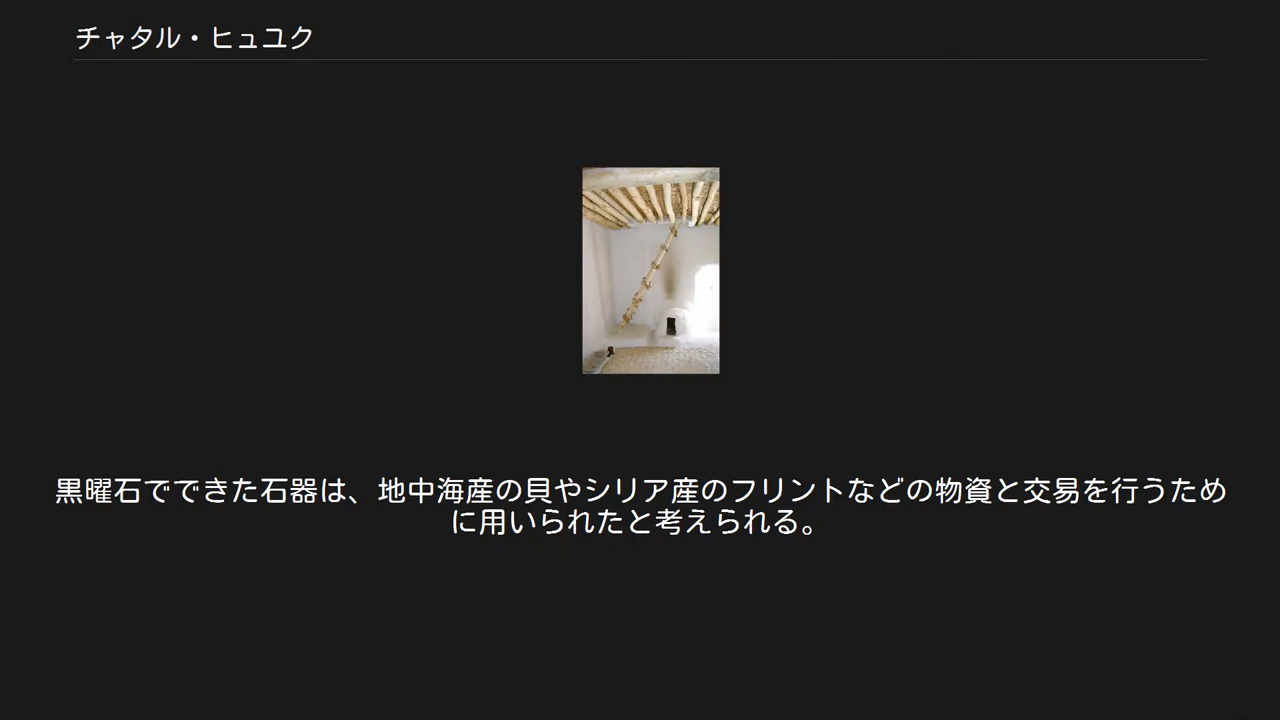 チャタル・ヒュユク
黒曜石でできた石器は、地中海産の貝やシリア産のフリントなどの物資と交易を行うため
に用いられたと考えられる。